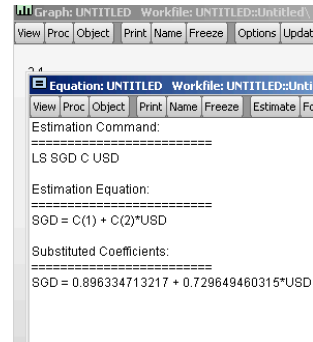 Graph: UNTITLED Workfile: UNTITLED::Untitled\
View Proc Object Print Name Freeze Options Updat
Equation: UNTITLED Workfile: UNTITLED::Unti
View Proc Object Print Name Freeze Estimate Fo
Estimation Command:
=========================
LS SGD C USD
Estimation Equation:
=========================
SGD = C(1) + C(2)*USD
Substituted Coefficients:
=========================
SGD = 0.896334713217 + 0.729649460315*USD